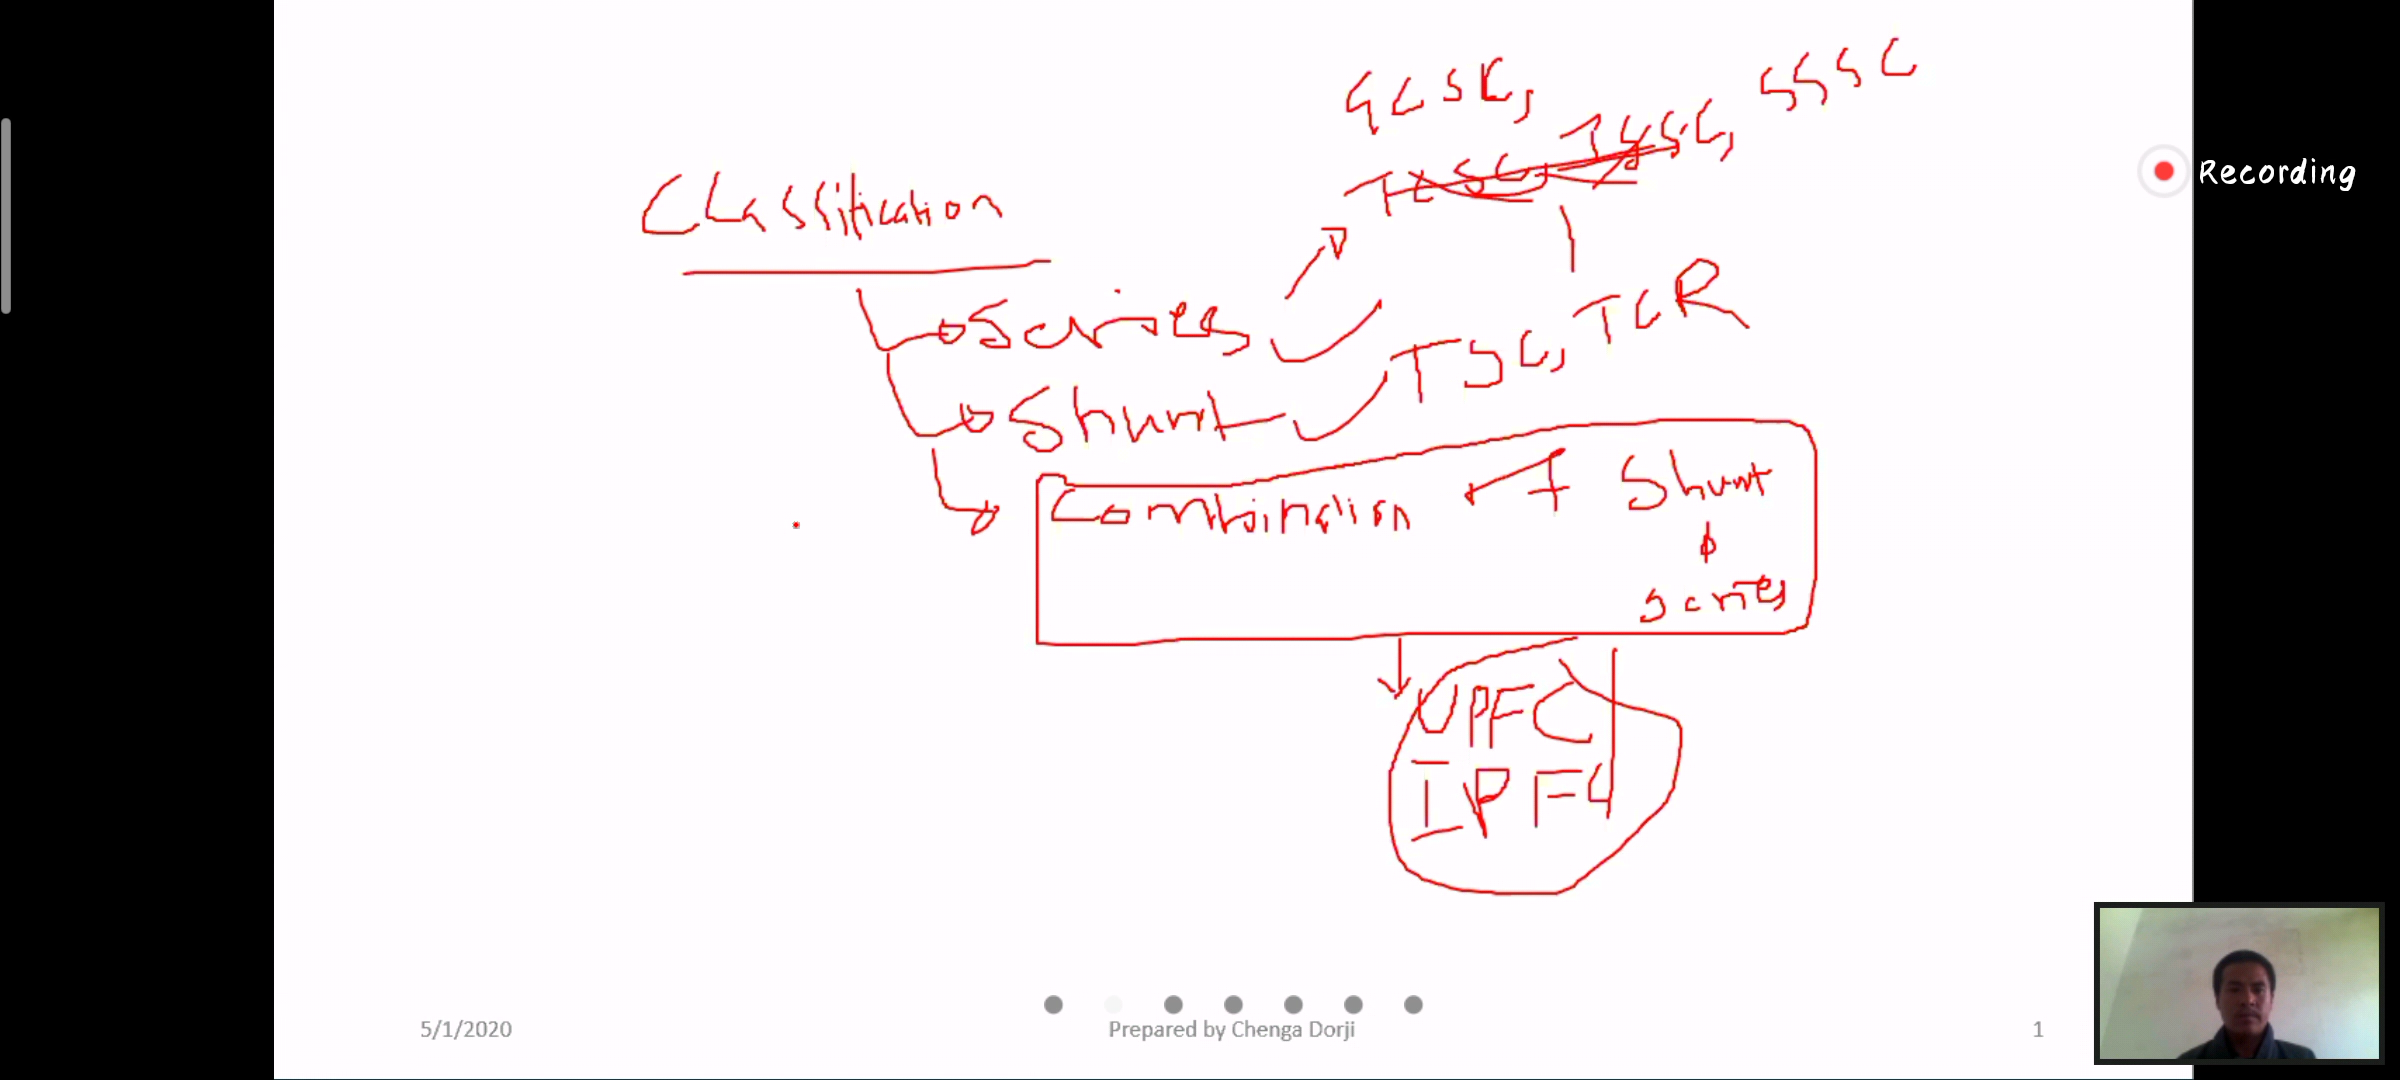 GCSC, TSSC, SSSC
TCSC,
Classification
Series
TSC, TCR
Shunt
Combination of Shunt
&
series
UPFC
IPFC
Recording
5/1/2020
Prepared by Chenga Dorji
1